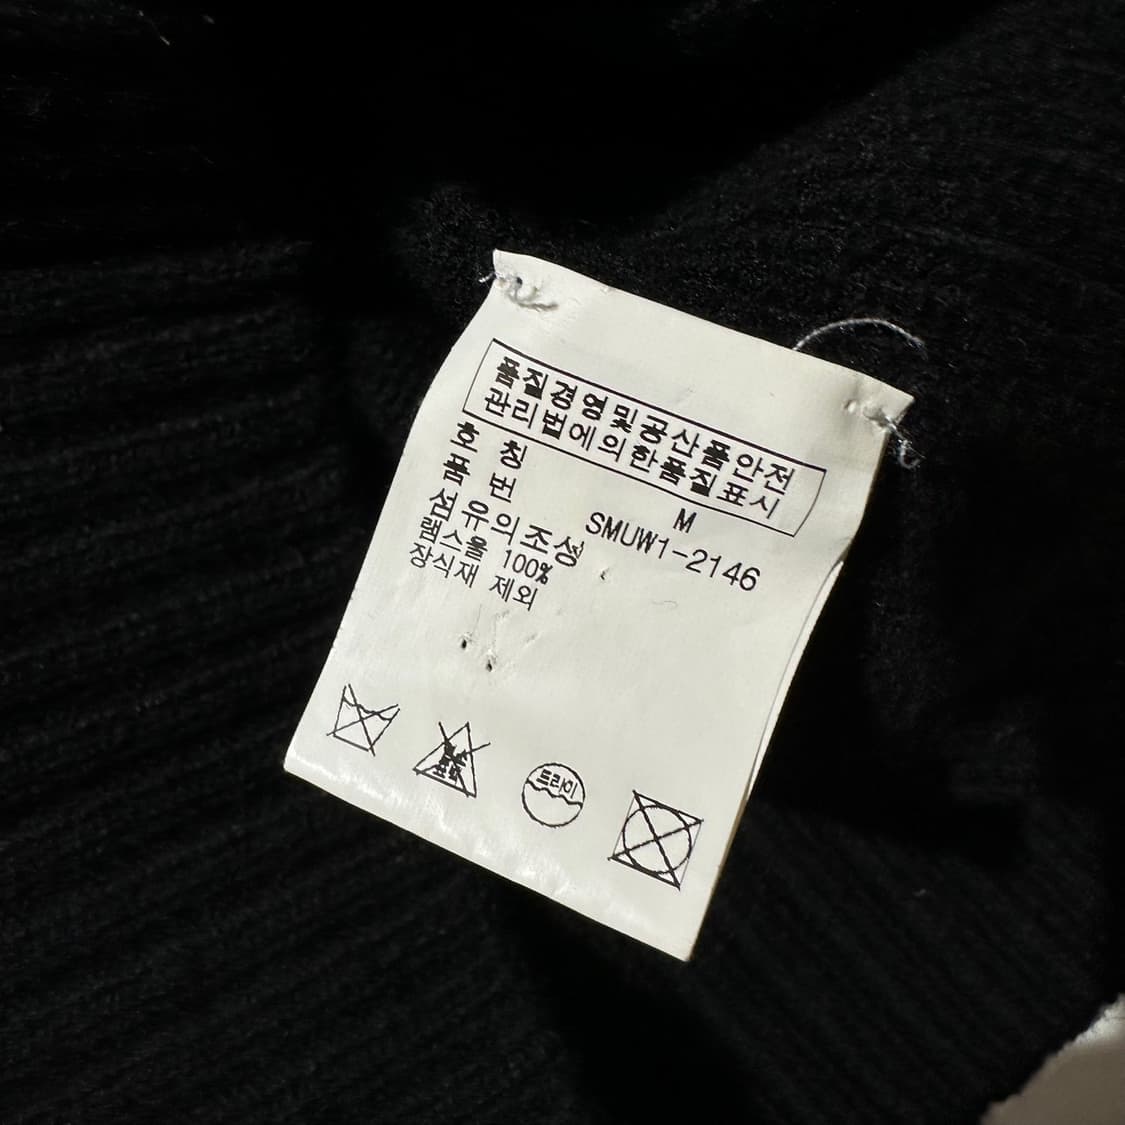 품질경영및공산품안전
관리법에의한품질표시
호 칭 M
품 번 SMUW1-2146
섬유의조성
램스울 100%
장식재 제외
드라이